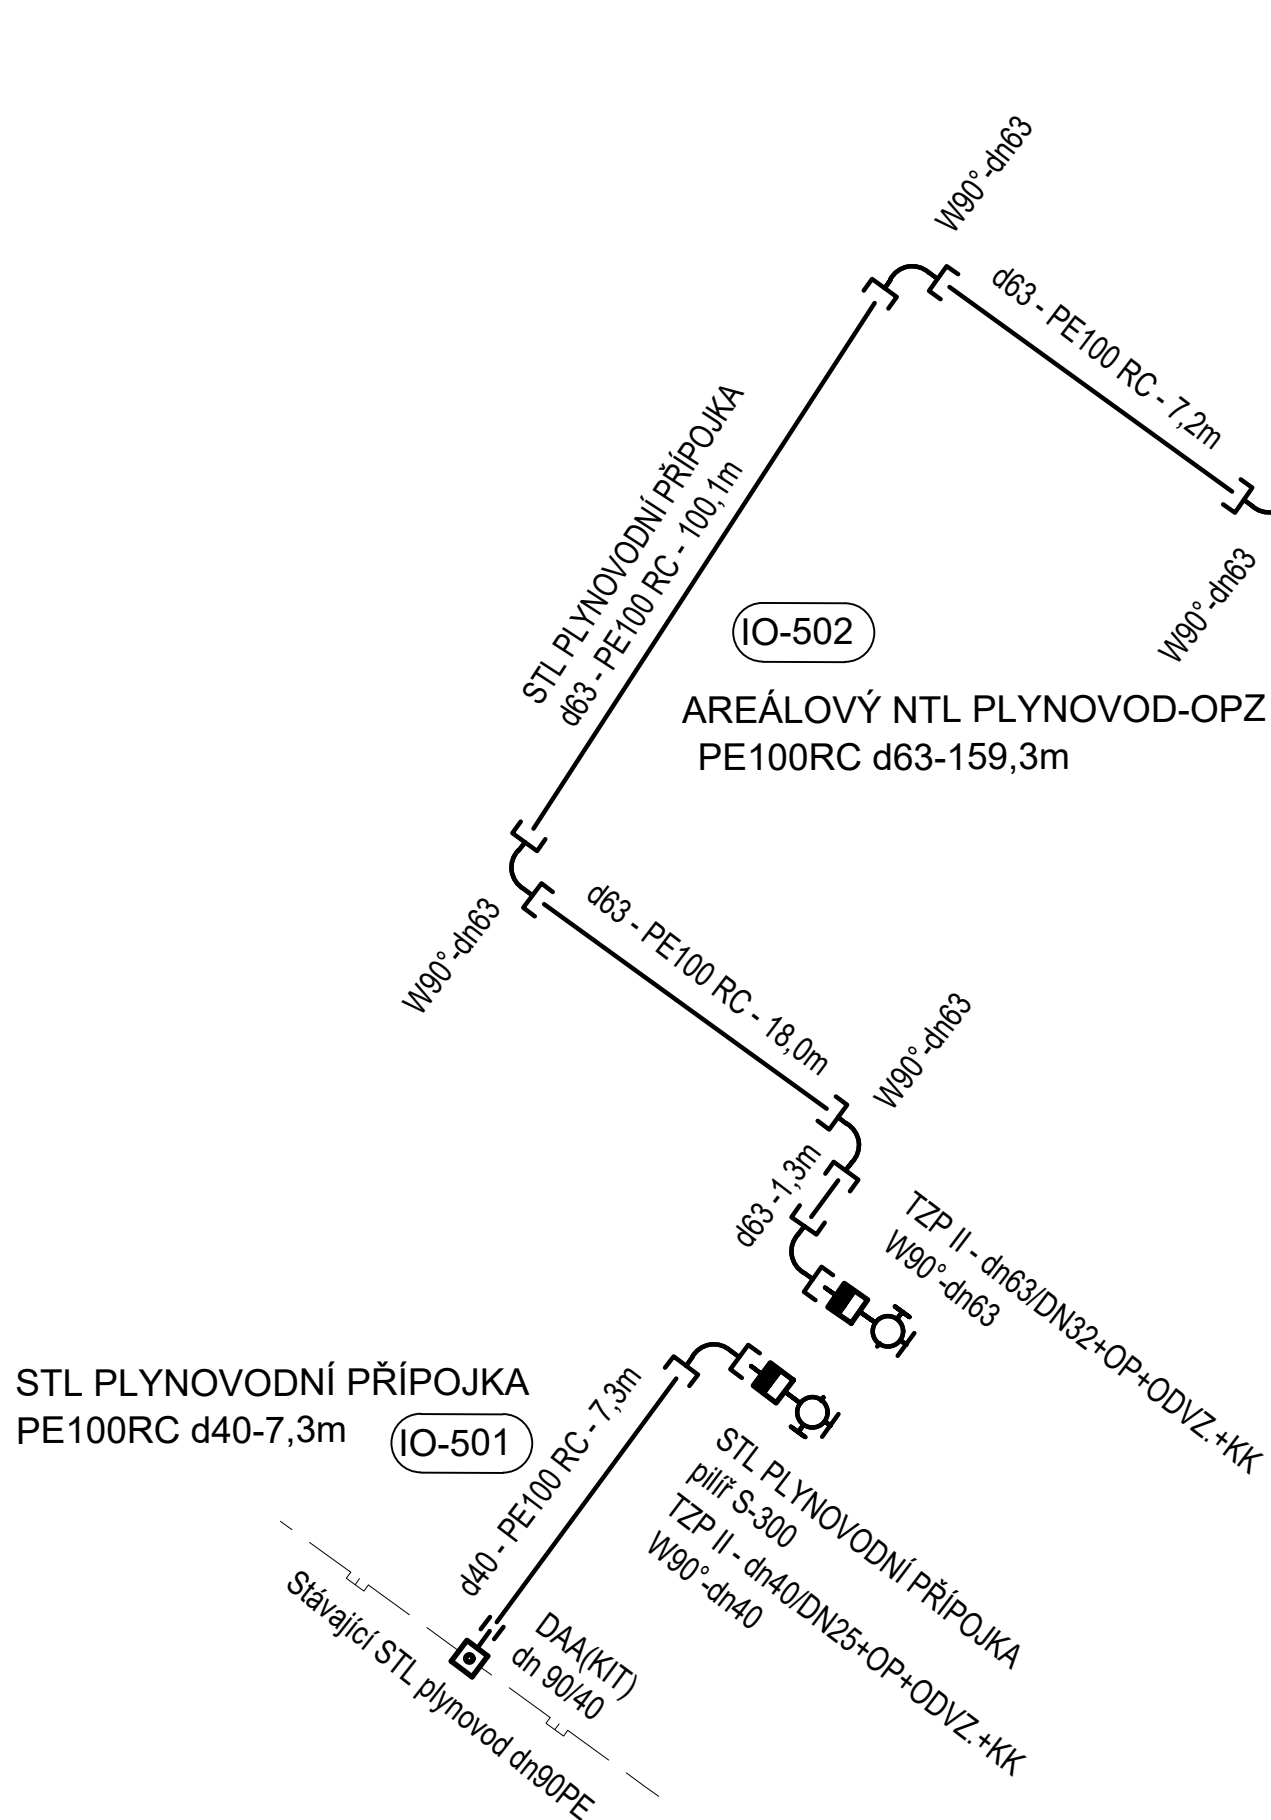 W90°-dn63
d63 - PE100 RC - 7,2m
STL PLYNOVODNÍ PŘÍPOJKA
d63 - PE100 RC - 100,1m
W90°-dn63
IO-502
AREÁLOVÝ NTL PLYNOVOD-OPZ
PE100RC d63-159,3m
W90°-dn63
d63 - PE100 RC - 18,0m
W90°-dn63
d63 -1,3m
TZP II - dn63/DN32+OP+ODVZ.+KK
W90°-dn63
STL PLYNOVODNÍ PŘÍPOJKA
PE100RC d40-7,3m
IO-501
d40 - PE100 RC - 7,3m
STL PLYNOVODNÍ PŘÍPOJKA
pilíř S-300
TZP II - dn40/DN25+OP+ODVZ.+KK
W90°-dn40
DAA(KIT)
dn 90/40
Stávající STL plynovod dn90PE